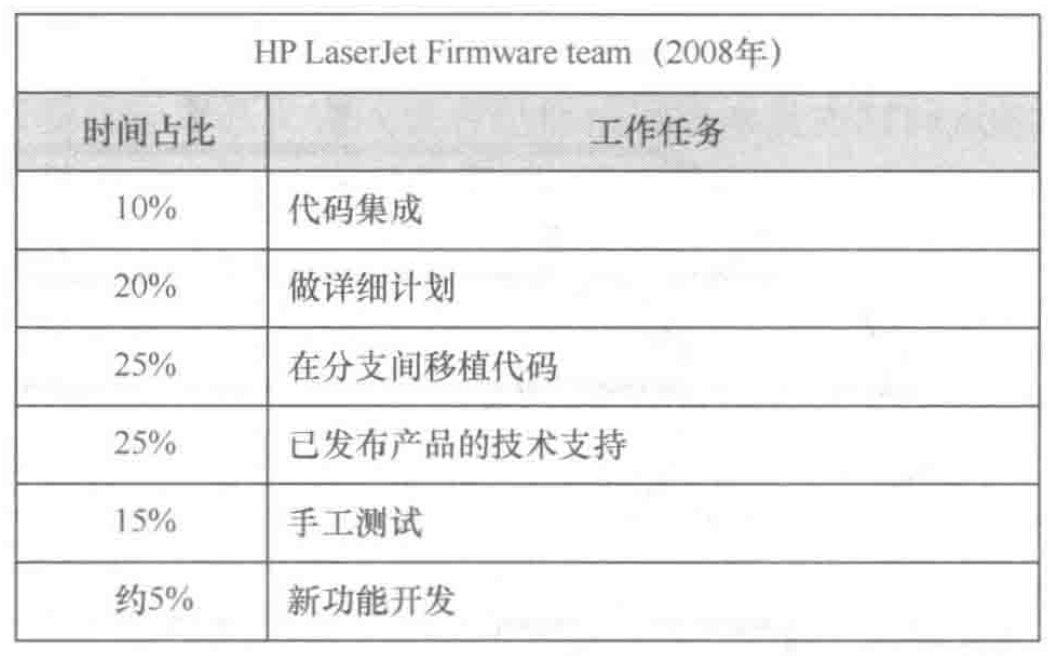 HP LaserJet Firmware team（2008年）
时间占比 工作任务
10% 代码集成
20% 做详细计划
25% 在分支间移植代码
25% 已发布产品的技术支持
15% 手工测试
约5% 新功能开发